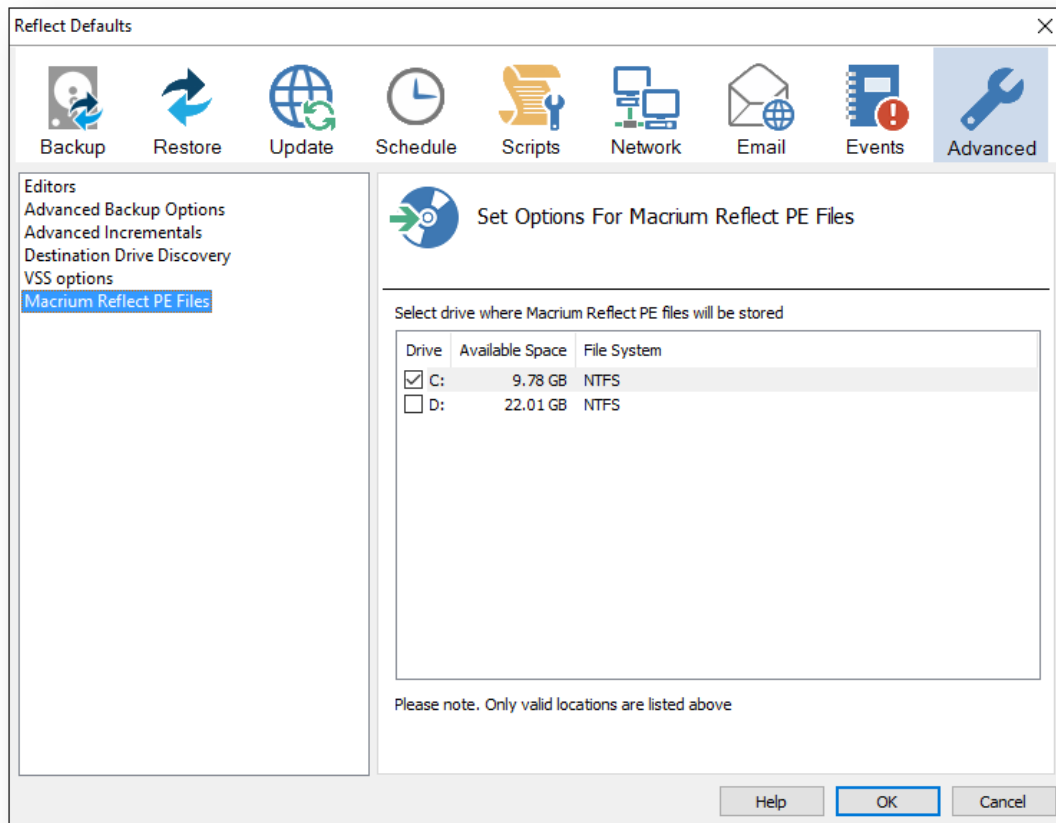 Reflect Defaults
Backup Restore Update Schedule Scripts Network Email Events Advanced
Editors
Advanced Backup Options
Advanced Incrementals
Destination Drive Discovery
VSS options
Macrium Reflect PE Files
Set Options For Macrium Reflect PE Files
Select drive where Macrium Reflect PE files will be stored
Drive Available Space File System
C: 9.78 GB NTFS
D: 22.01 GB NTFS
Please note. Only valid locations are listed above
Help OK Cancel